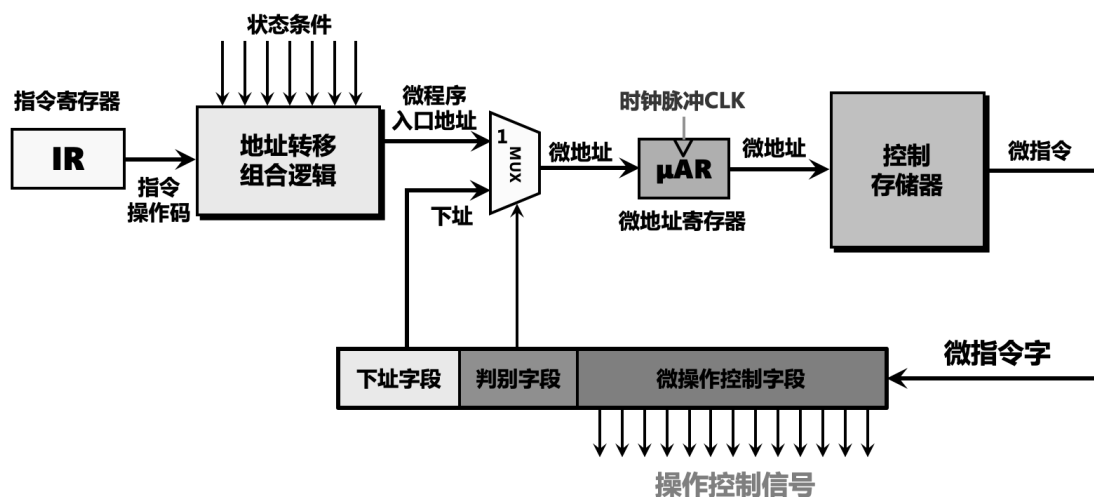 状态条件
指令寄存器
IR
指令
操作码
地址转移
组合逻辑
微程序
入口地址
1
MUX
下址
微地址
时钟脉冲CLK
μAR
微地址寄存器
微地址
控制
存储器
微指令
微指令字
下址字段
判别字段
微操作控制字段
操作控制信号